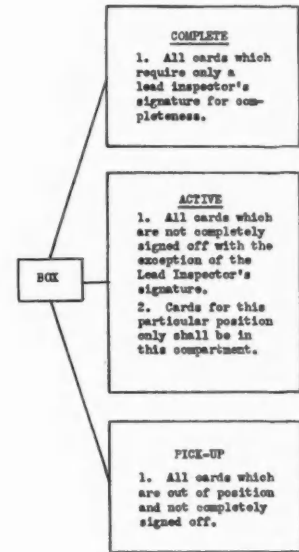 COMPLETE
1. All cards which
require only a
lead inspector's
signature for com-
pleteness.
BOX
ACTIVE
1. All cards which
are not completely
signed off with the
exception of the
Lead Inspector's
signature.
2. Cards for this
particular position
only shall be in
this compartment.
PICK-UP
1. All cards which
are out of position
and not completely
signed off.